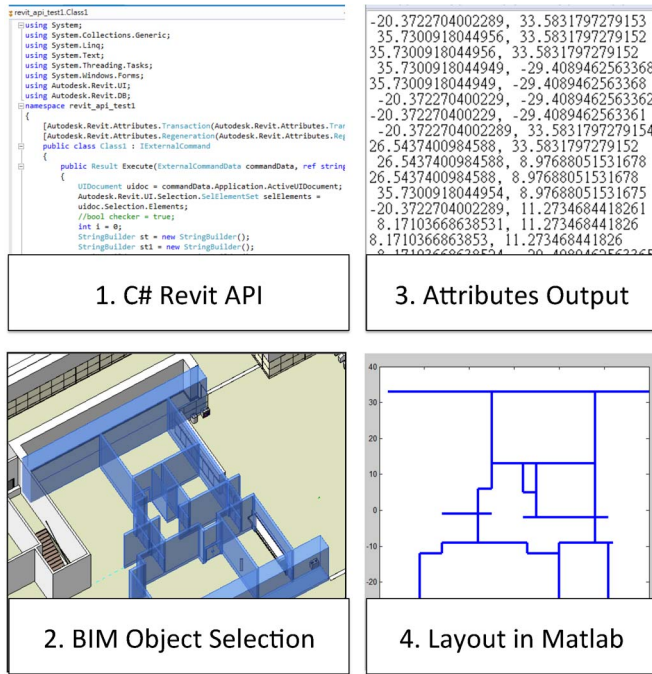 revit_api_test1.Class1
using System;
using System.Collections.Generic;
using System.Linq;
using System.Text;
using System.Threading.Tasks;
using System.Windows.Forms;
using Autodesk.Revit.UI;
using Autodesk.Revit.DB;
namespace revit_api_test1
{
[Autodesk.Revit.Attributes.Transaction(Autodesk.Revit.Attributes.Tran
[Autodesk.Revit.Attributes.Regeneration(Autodesk.Revit.Attributes.Reg
public class Class1 : IExternalCommand
{
public Result Execute(ExternalCommandData commandData, ref string
{
UIDocument uidoc = commandData.Application.ActiveUIDocument;
Autodesk.Revit.UI.Selection.SelElementSet selElements =
uidoc.Selection.Elements;
//bool checker = true;
int i = 0;
StringBuilder st = new StringBuilder();
StringBuilder st1 = new StringBuilder();
1. C# Revit API
-20.3722704002289, 33.5831797279153
35.7300918044956, 33.5831797279152
35.7300918044956, 33.5831797279152
35.7300918044949, -29.4089462563368
35.7300918044949, -29.4089462563368
-20.372270400229, -29.4089462563362
-20.372270400229, -29.4089462563361
-20.3722704002289, 33.5831797279154
26.5437400984588, 33.5831797279152
26.5437400984588, 8.97688051531678
26.5437400984588, 8.97688051531678
35.7300918044954, 8.97688051531675
-20.3722704002289, 11.2734684418261
8.17103668638531, 11.273468441826
8.1710366863853, 11.273468441826
3. Attributes Output
2. BIM Object Selection
40
30
20
10
0
-10
-20
4. Layout in Matlab